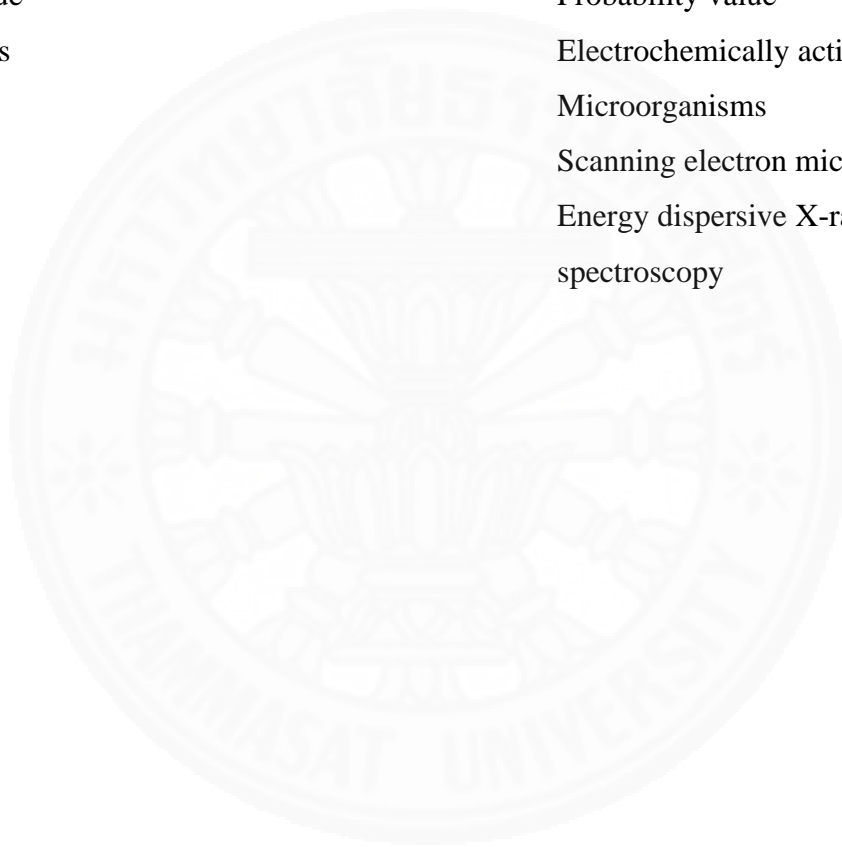 Probability value
Electrochemically acti
Microorganisms
Scanning electron mic
Energy dispersive X-ra
spectroscopy
THAMMASAT UNIVERSITY